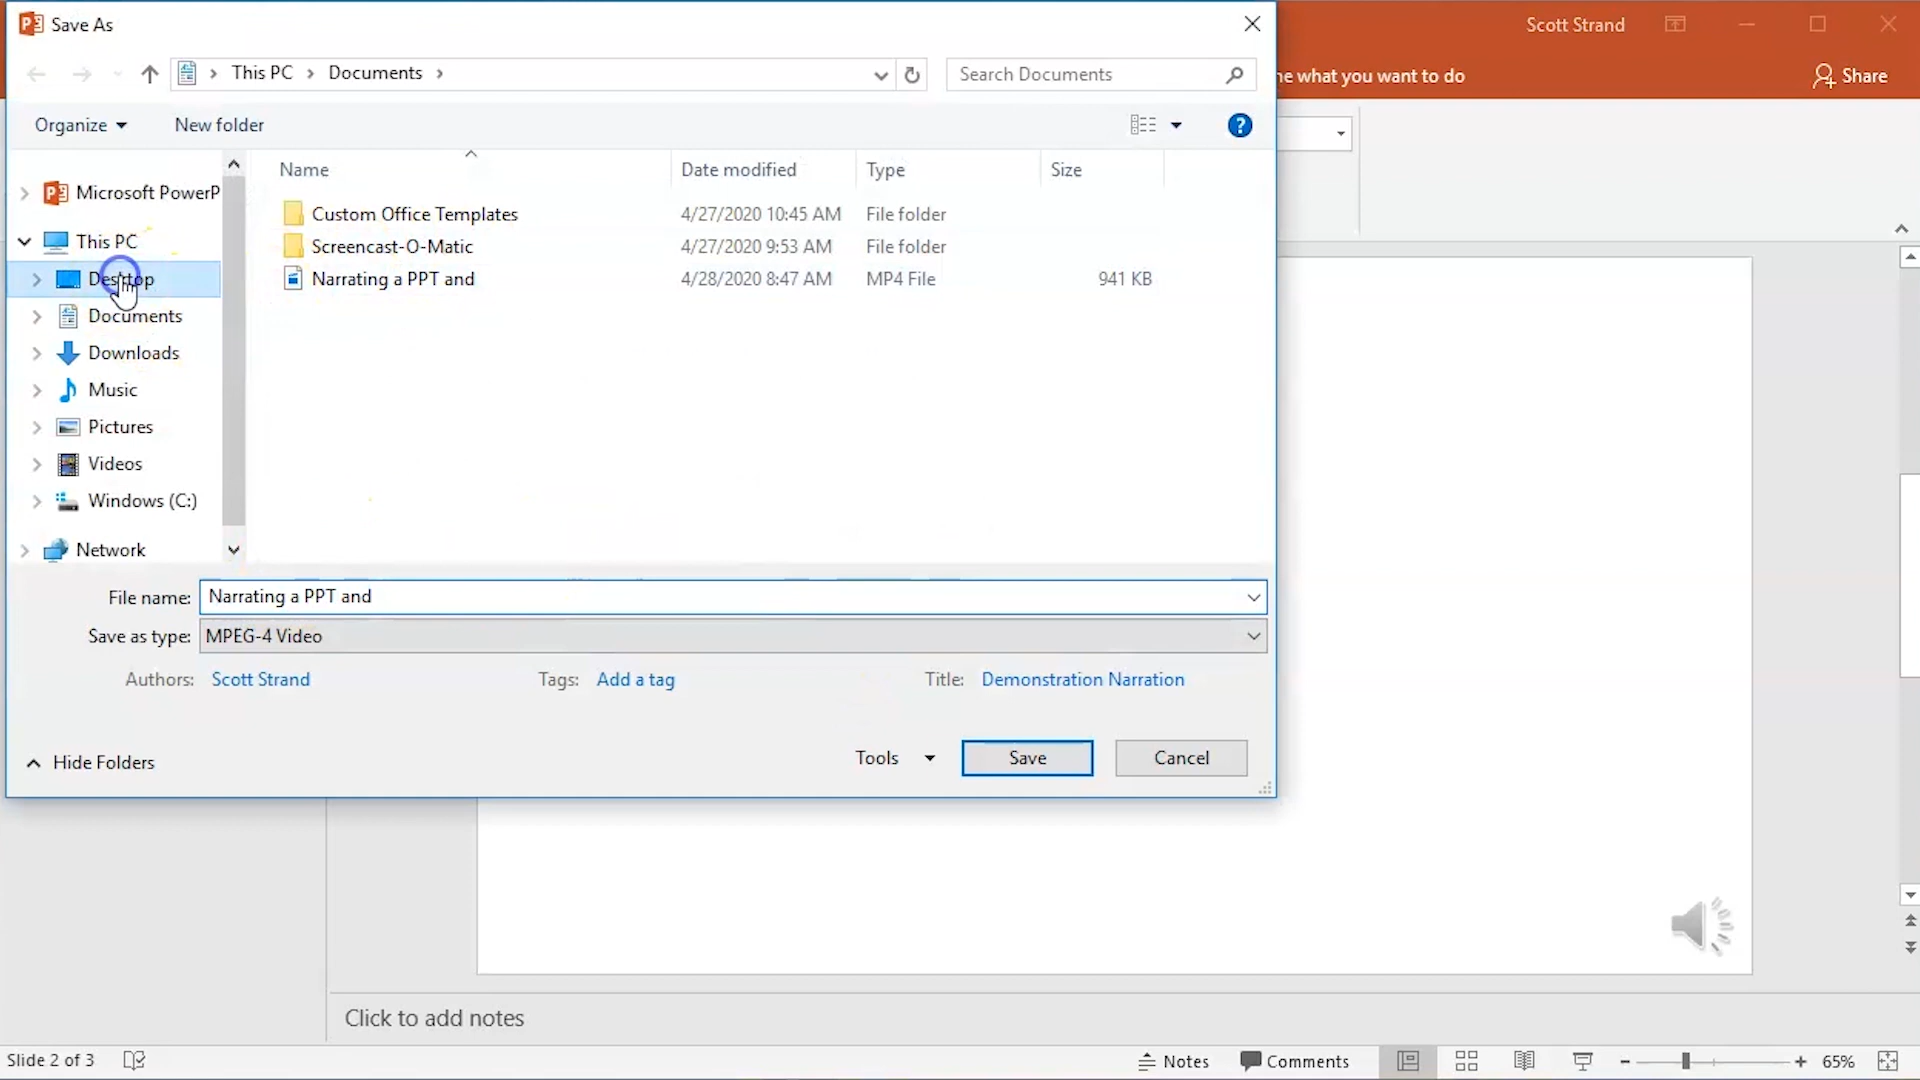 Save As
Scott Strand
This PC > Documents >
Search Documents
ne what you want to do
Share
Organize
New folder
?
Name
Date modified
Type
Size
Microsoft PowerP
This PC
Desktop
Documents
Downloads
Music
Pictures
Videos
Windows (C:)
Network
Custom Office Templates 4/27/2020 10:45 AM File folder
Screencast-O-Matic 4/27/2020 9:53 AM File folder
Narrating a PPT and 4/28/2020 8:47 AM MP4 File 941 KB
File name: Narrating a PPT and
Save as type: MPEG-4 Video
Authors: Scott Strand
Tags: Add a tag
Title: Demonstration Narration
Hide Folders
Tools
Save
Cancel
Click to add notes
Slide 2 of 3
Notes
Comments
65%